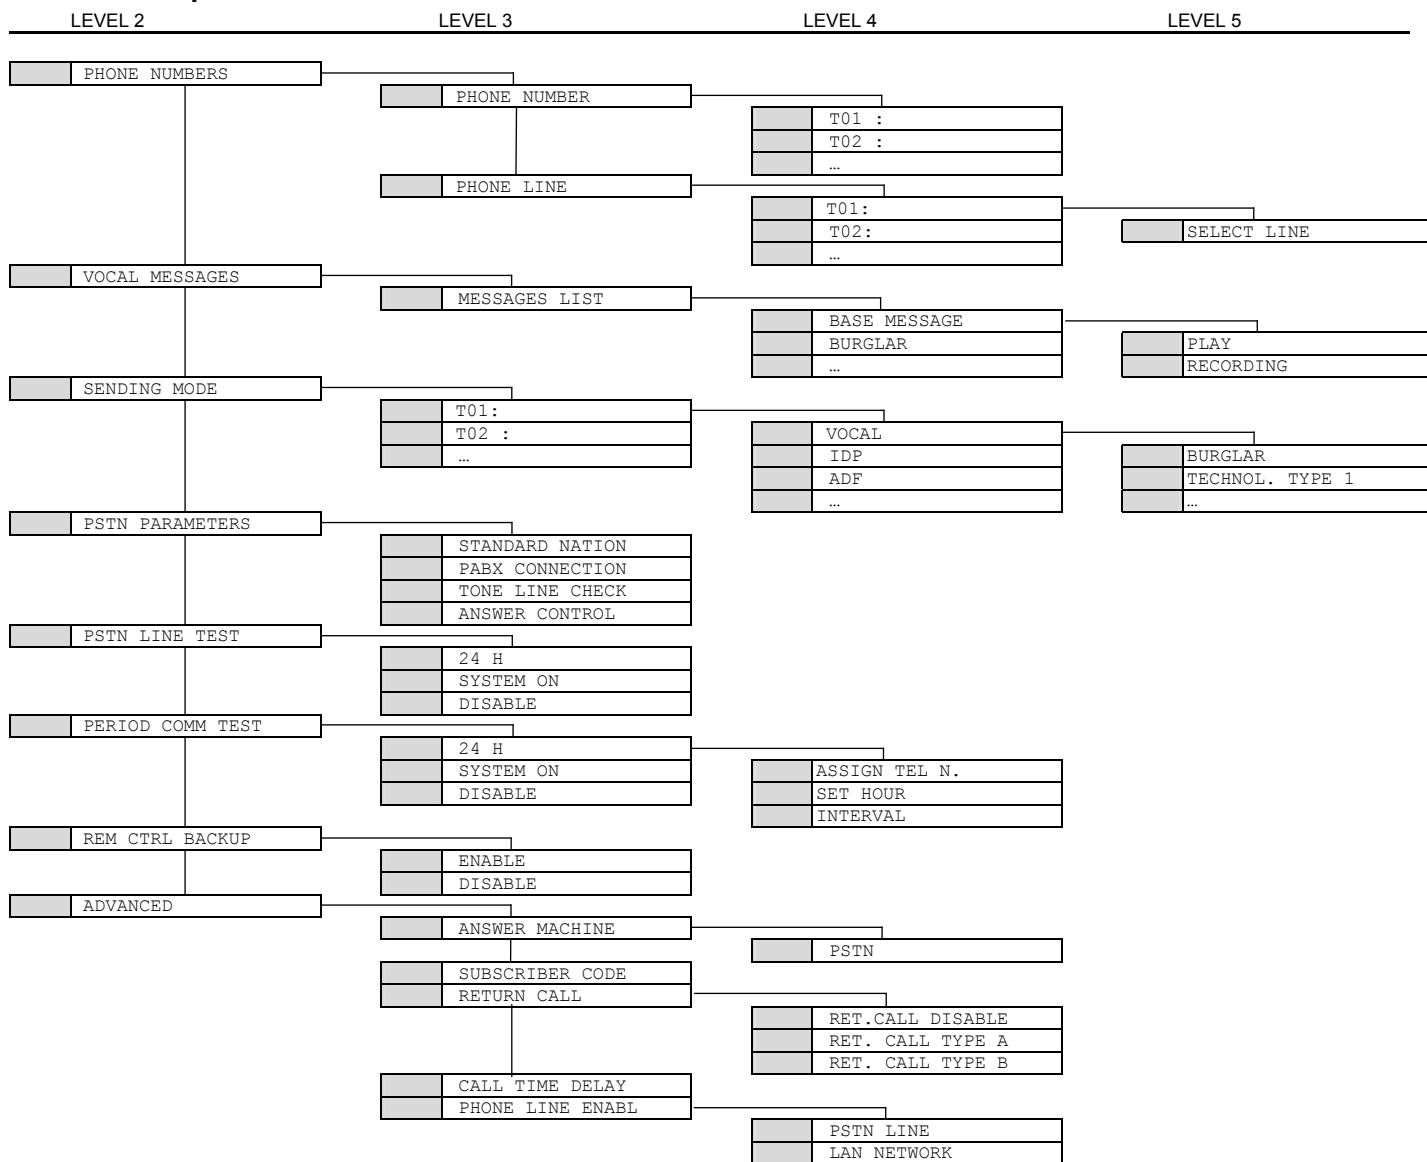 LEVEL 2 LEVEL 3 LEVEL 4 LEVEL 5
PHONE NUMBERS
PHONE NUMBER
T01 :
T02 :
…
PHONE LINE
T01:
T02:
…
SELECT LINE
VOCAL MESSAGES
MESSAGES LIST
BASE MESSAGE
BURGLAR
…
PLAY
RECORDING
SENDING MODE
T01:
T02 :
…
VOCAL
IDP
ADF
…
BURGLAR
TECHNOL. TYPE 1
…
PSTN PARAMETERS
STANDARD NATION
PABX CONNECTION
TONE LINE CHECK
ANSWER CONTROL
PSTN LINE TEST
24 H
SYSTEM ON
DISABLE
PERIOD COMM TEST
24 H
SYSTEM ON
DISABLE
ASSIGN TEL N.
SET HOUR
INTERVAL
REM CTRL BACKUP
ENABLE
DISABLE
ADVANCED
ANSWER MACHINE
PSTN
SUBSCRIBER CODE
RETURN CALL
RET.CALL DISABLE
RET. CALL TYPE A
RET. CALL TYPE B
CALL TIME DELAY
PHONE LINE ENABL
PSTN LINE
LAN NETWORK